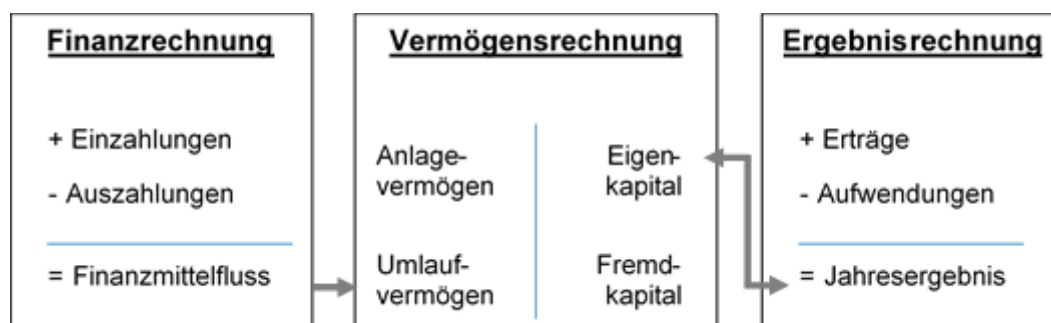 Finanzrechnung
+ Einzahlungen
- Auszahlungen
= Finanzmittelfluss
Vermögensrechnung
Anlage-
vermögen
Umlauf-
vermögen
Eigen-
kapital
Fremd-
kapital
Ergebnisrechnung
+ Erträge
- Aufwendungen
= Jahresergebnis